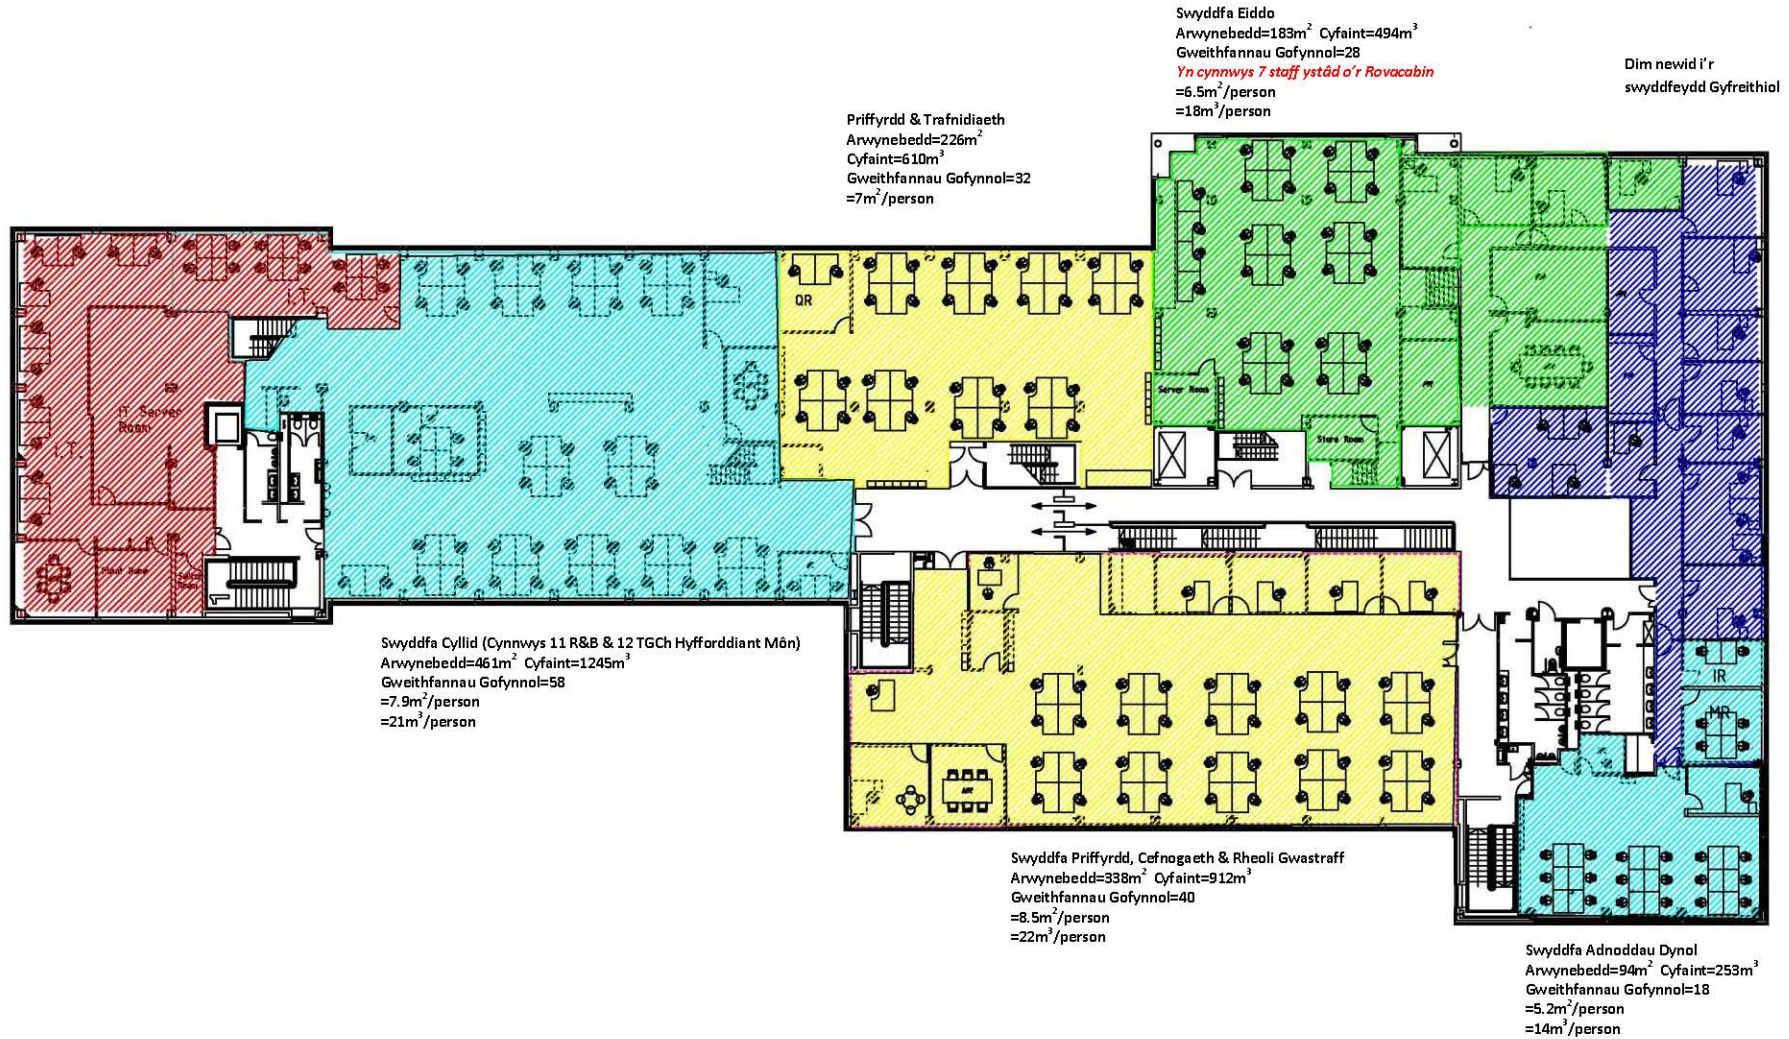 Swyddfa Eiddo
Arwynebedd=183m² Cyfaint=494m³
Gweithfannau Gofynnol=28
Yn cynnwys 7 staff ystâd o'r Rovacabin
=6.5m²/person
=18m³/person
Dim newid i'r
swyddfeydd Gyfreithiol
Priffyrdd & Trafnidiaeth
Arwynebedd=226m²
Cyfaint=610m³
Gweithfannau Gofynnol=32
=7m²/person
QR
Server Room
Store Room
IT Server
Room
I.T.
IR
MR
MR
Swyddfa Cyllid (Cynnwys 11 R&B & 12 TGCh Hyfforddiant Môn)
Arwynebedd=461m² Cyfaint=1245m³
Gweithfannau Gofynnol=58
=7.9m²/person
=21m³/person
Swyddfa Priffyrdd, Cefnogaeth & Rheoli Gwastraff
Arwynebedd=338m² Cyfaint=912m³
Gweithfannau Gofynnol=40
=8.5m²/person
=22m³/person
Swyddfa Adnoddau Dynol
Arwynebedd=94m² Cyfaint=253m³
Gweithfannau Gofynnol=18
=5.2m²/person
=14m³/person